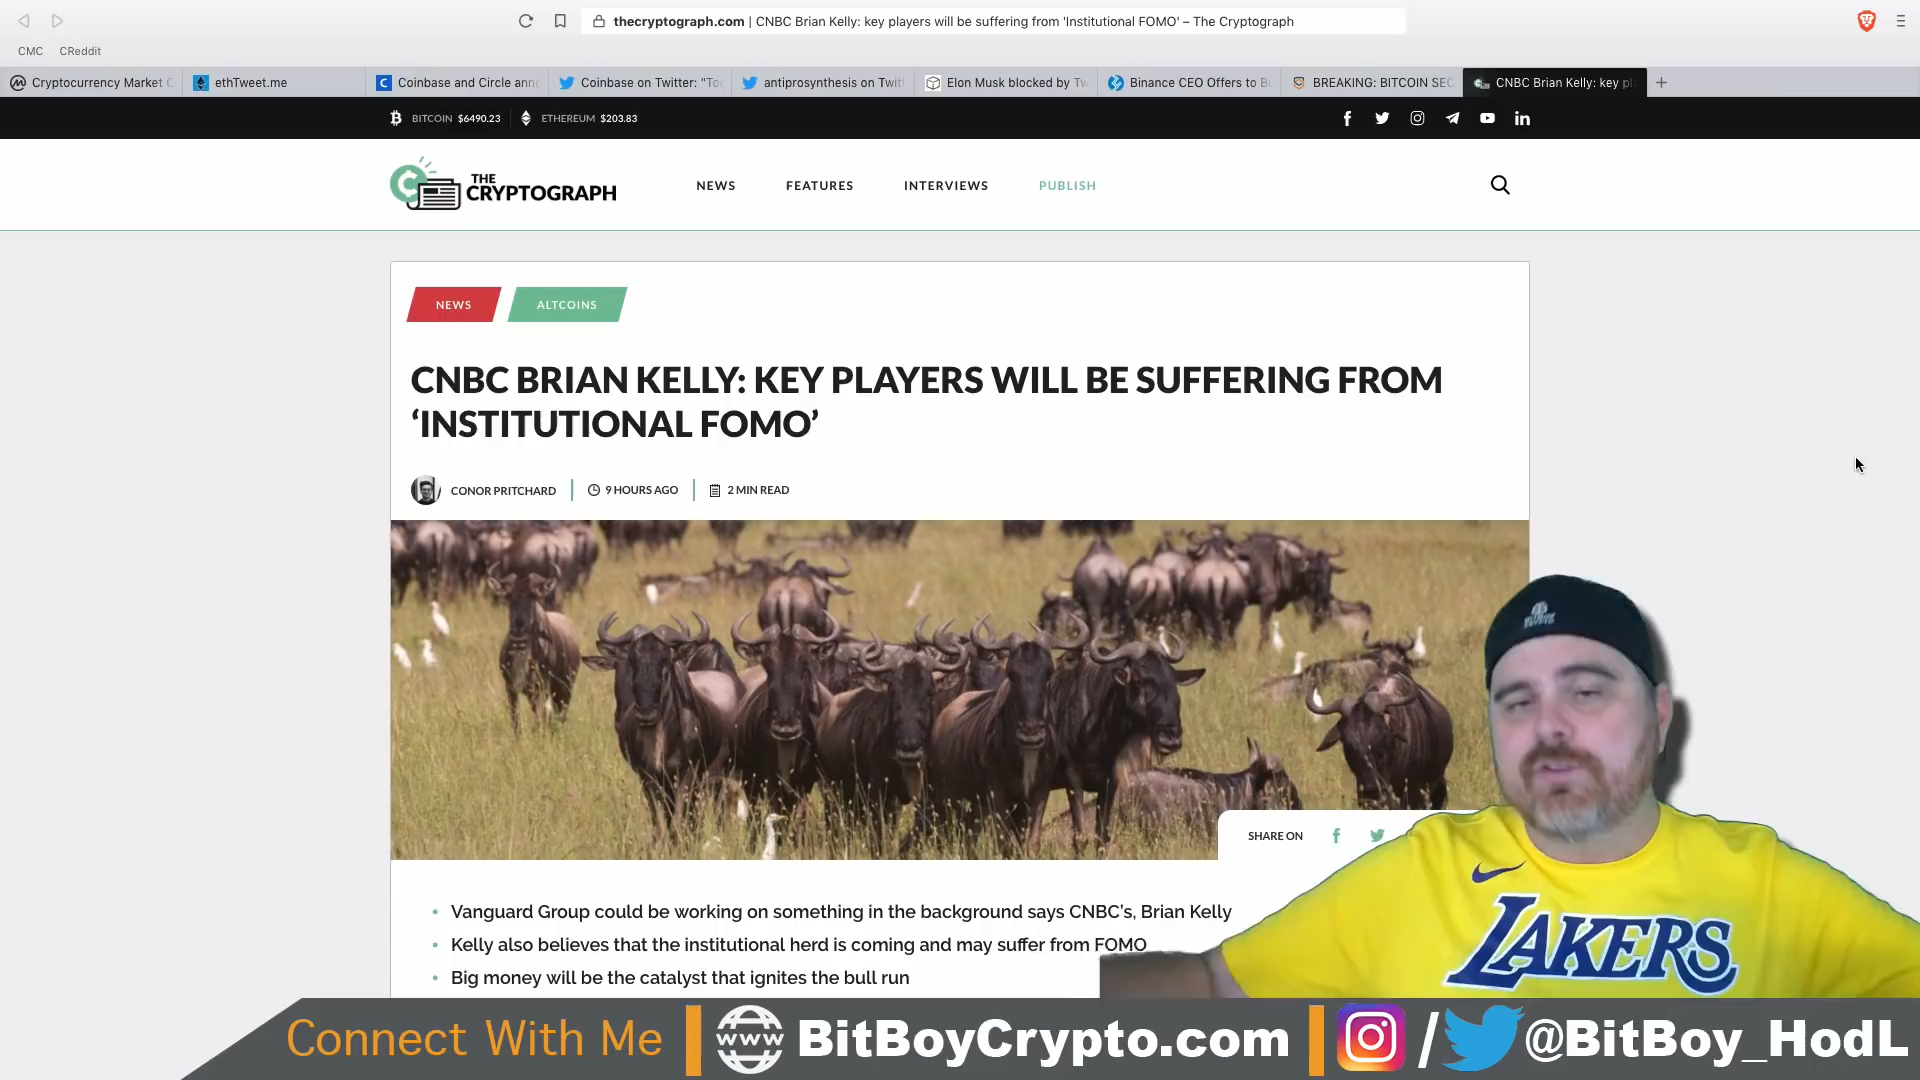 thecryptograph.com | CNBC Brian Kelly: key players will be suffering from 'Institutional FOMO' – The Cryptograph
CMC CReddit
Cryptocurrency Market C
ethTweet.me
Coinbase and Circle ann
Coinbase on Twitter: "To
antiprosynthesis on Twit
Elon Musk blocked by Tw
Binance CEO Offers to B
BREAKING: BITCOIN SEC
CNBC Brian Kelly: key pl
BITCOIN $6490.23 ETHEREUM $203.83
THE
CRYPTOGRAPH
NEWS FEATURES INTERVIEWS PUBLISH
NEWS ALTCOINS
CNBC BRIAN KELLY: KEY PLAYERS WILL BE SUFFERING FROM
‘INSTITUTIONAL FOMO’
CONOR PRITCHARD 9 HOURS AGO 2 MIN READ
SHARE ON
• Vanguard Group could be working on something in the background says CNBC’s, Brian Kelly
• Kelly also believes that the institutional herd is coming and may suffer from FOMO
• Big money will be the catalyst that ignites the bull run
LAKERS
Connect With Me | www BitBoyCrypto.com | / @BitBoy_HodL